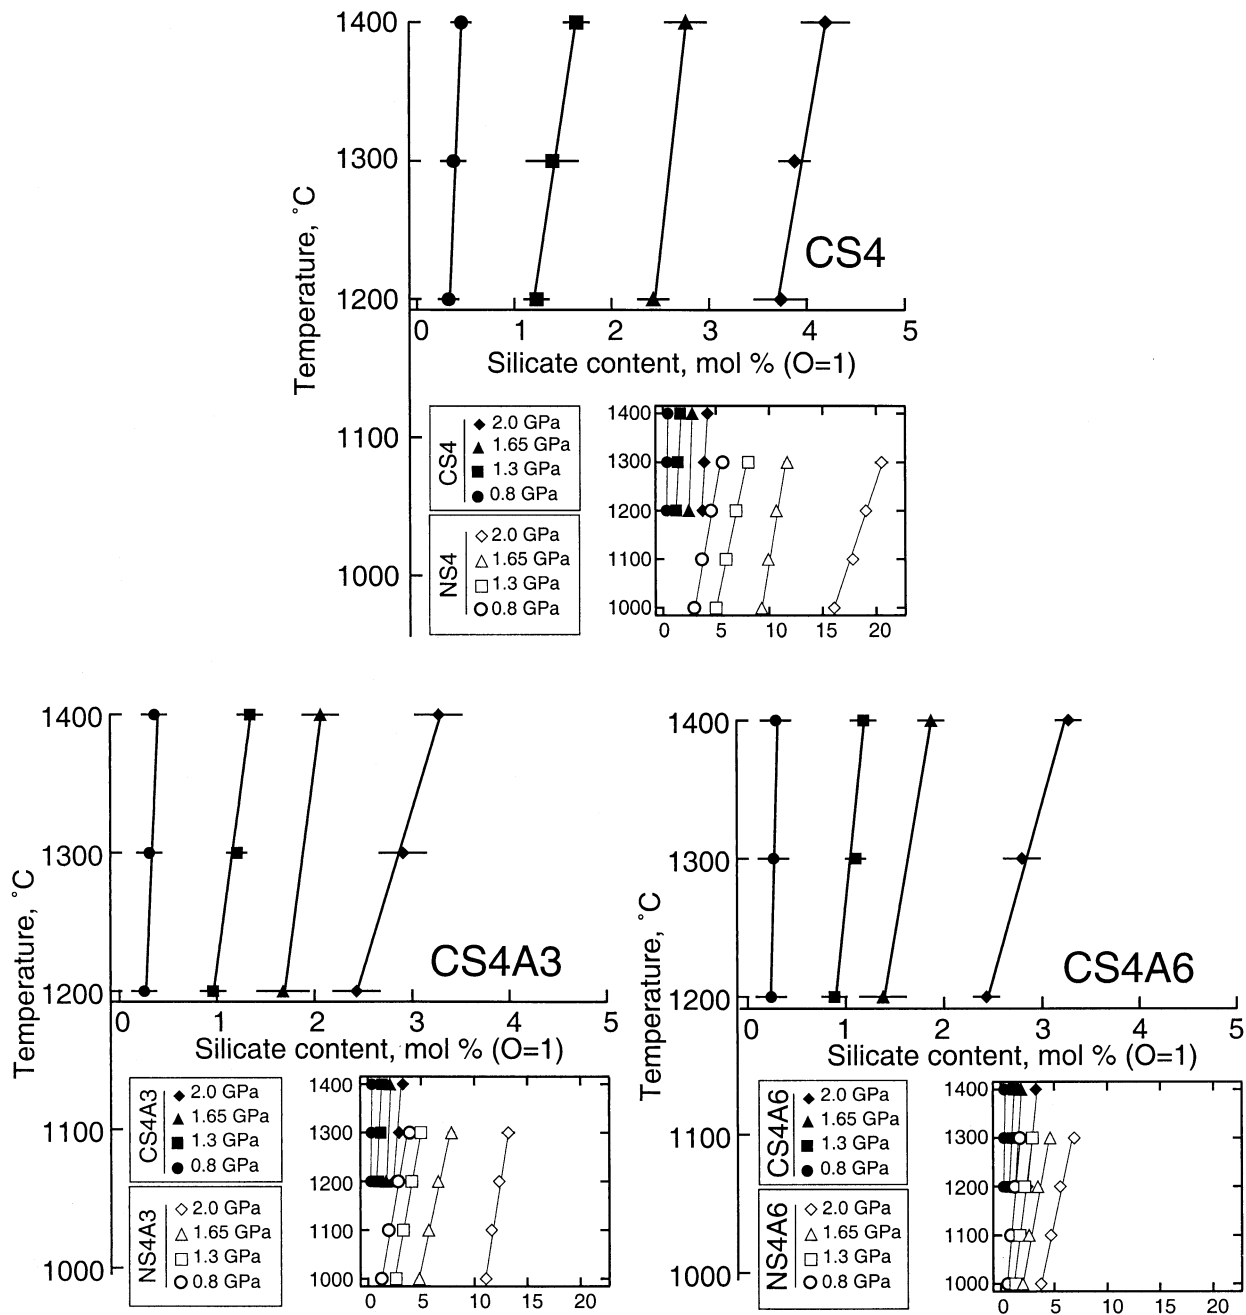 1400
1300
1200
1100
1000
Temperature, °C
CS4
0 1 2 3 4 5
Silicate content, mol % (O=1)
CS4
2.0 GPa
1.65 GPa
1.3 GPa
0.8 GPa
NS4
2.0 GPa
1.65 GPa
1.3 GPa
0.8 GPa
1400
1300
1200
1100
1000
0 5 10 15 20
1400
1300
1200
1100
1000
Temperature, °C
CS4A3
0 1 2 3 4 5
Silicate content, mol % (O=1)
CS4A3
2.0 GPa
1.65 GPa
1.3 GPa
0.8 GPa
NS4A3
2.0 GPa
1.65 GPa
1.3 GPa
0.8 GPa
1400
1300
1200
1100
1000
0 5 10 15 20
1400
1300
1200
1100
1000
Temperature, °C
CS4A6
0 1 2 3 4 5
Silicate content, mol % (O=1)
CS4A6
2.0 GPa
1.65 GPa
1.3 GPa
0.8 GPa
NS4A6
2.0 GPa
1.65 GPa
1.3 GPa
0.8 GPa
1400
1300
1200
1100
1000
0 5 10 15 20